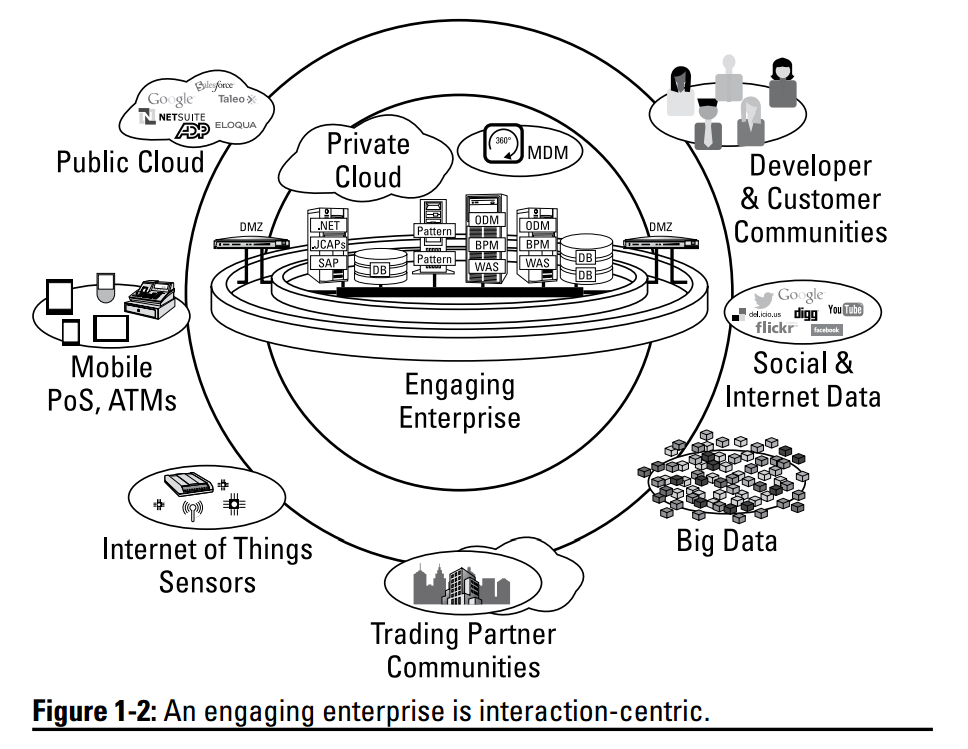 salesforce
Google
Taleo
NETSUITE
ADP
ELOQUA
Public Cloud
Private
Cloud
360°
MDM
Developer
& Customer
Communities
DMZ
.NET
.JCAPs
SAP
DB
Pattern
Pattern
ODM
BPM
WAS
ODM
BPM
WAS
DB
DB
DMZ
Mobile
PoS, ATMs
Engaging
Enterprise
Google
del.icio.us
digg
YouTube
flickr
facebook
Social &
Internet Data
Internet of Things
Sensors
Big Data
Trading Partner
Communities
Figure 1-2: An engaging enterprise is interaction-centric.